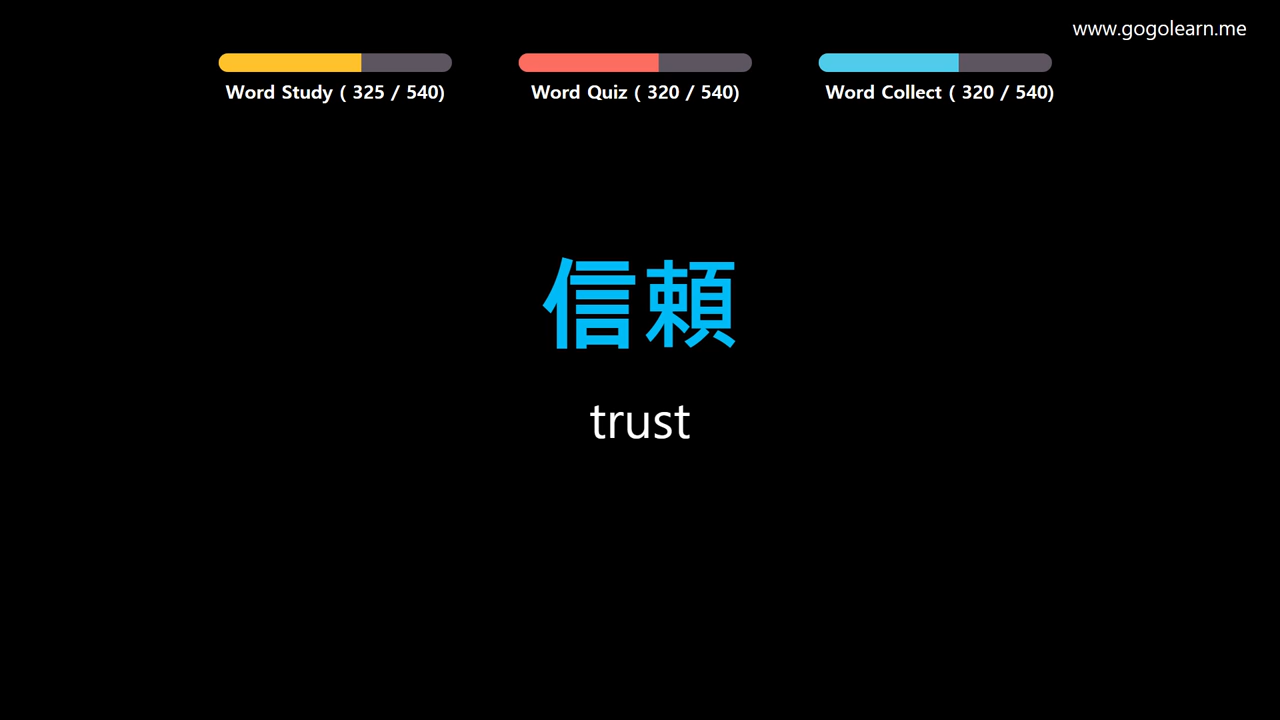 www.gogolearn.me
Word Study ( 325 / 540)
Word Quiz ( 320 / 540)
Word Collect ( 320 / 540)
信頼
trust